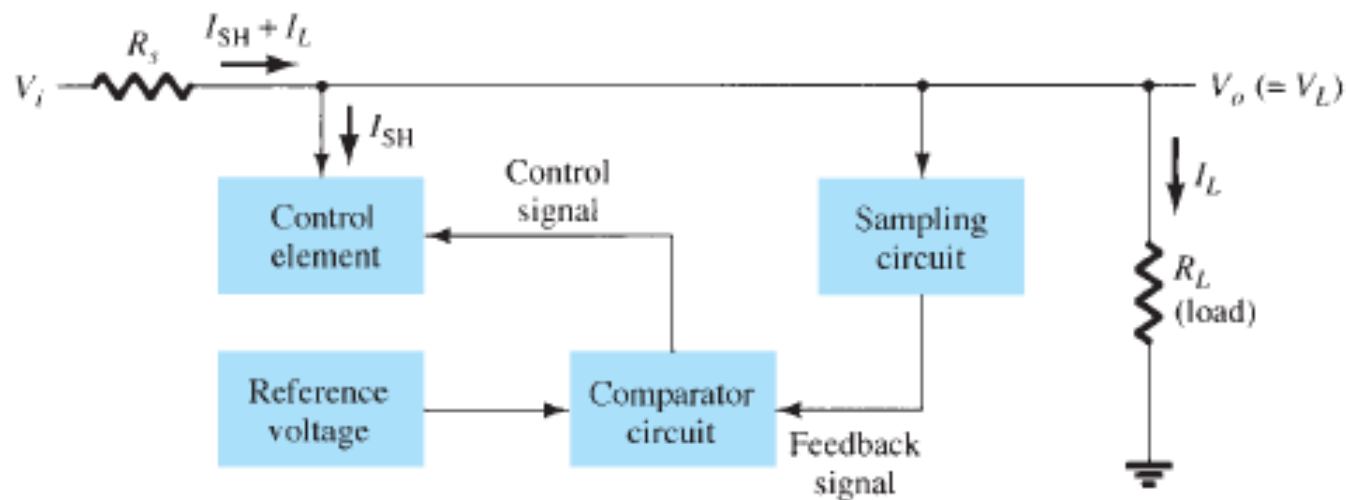 R_s
I_SH + I_L
V_i
V_o (= V_L)
I_SH
I_L
Control
element
Control
signal
Sampling
circuit
R_L
(load)
Reference
voltage
Comparator
circuit
Feedback
signal